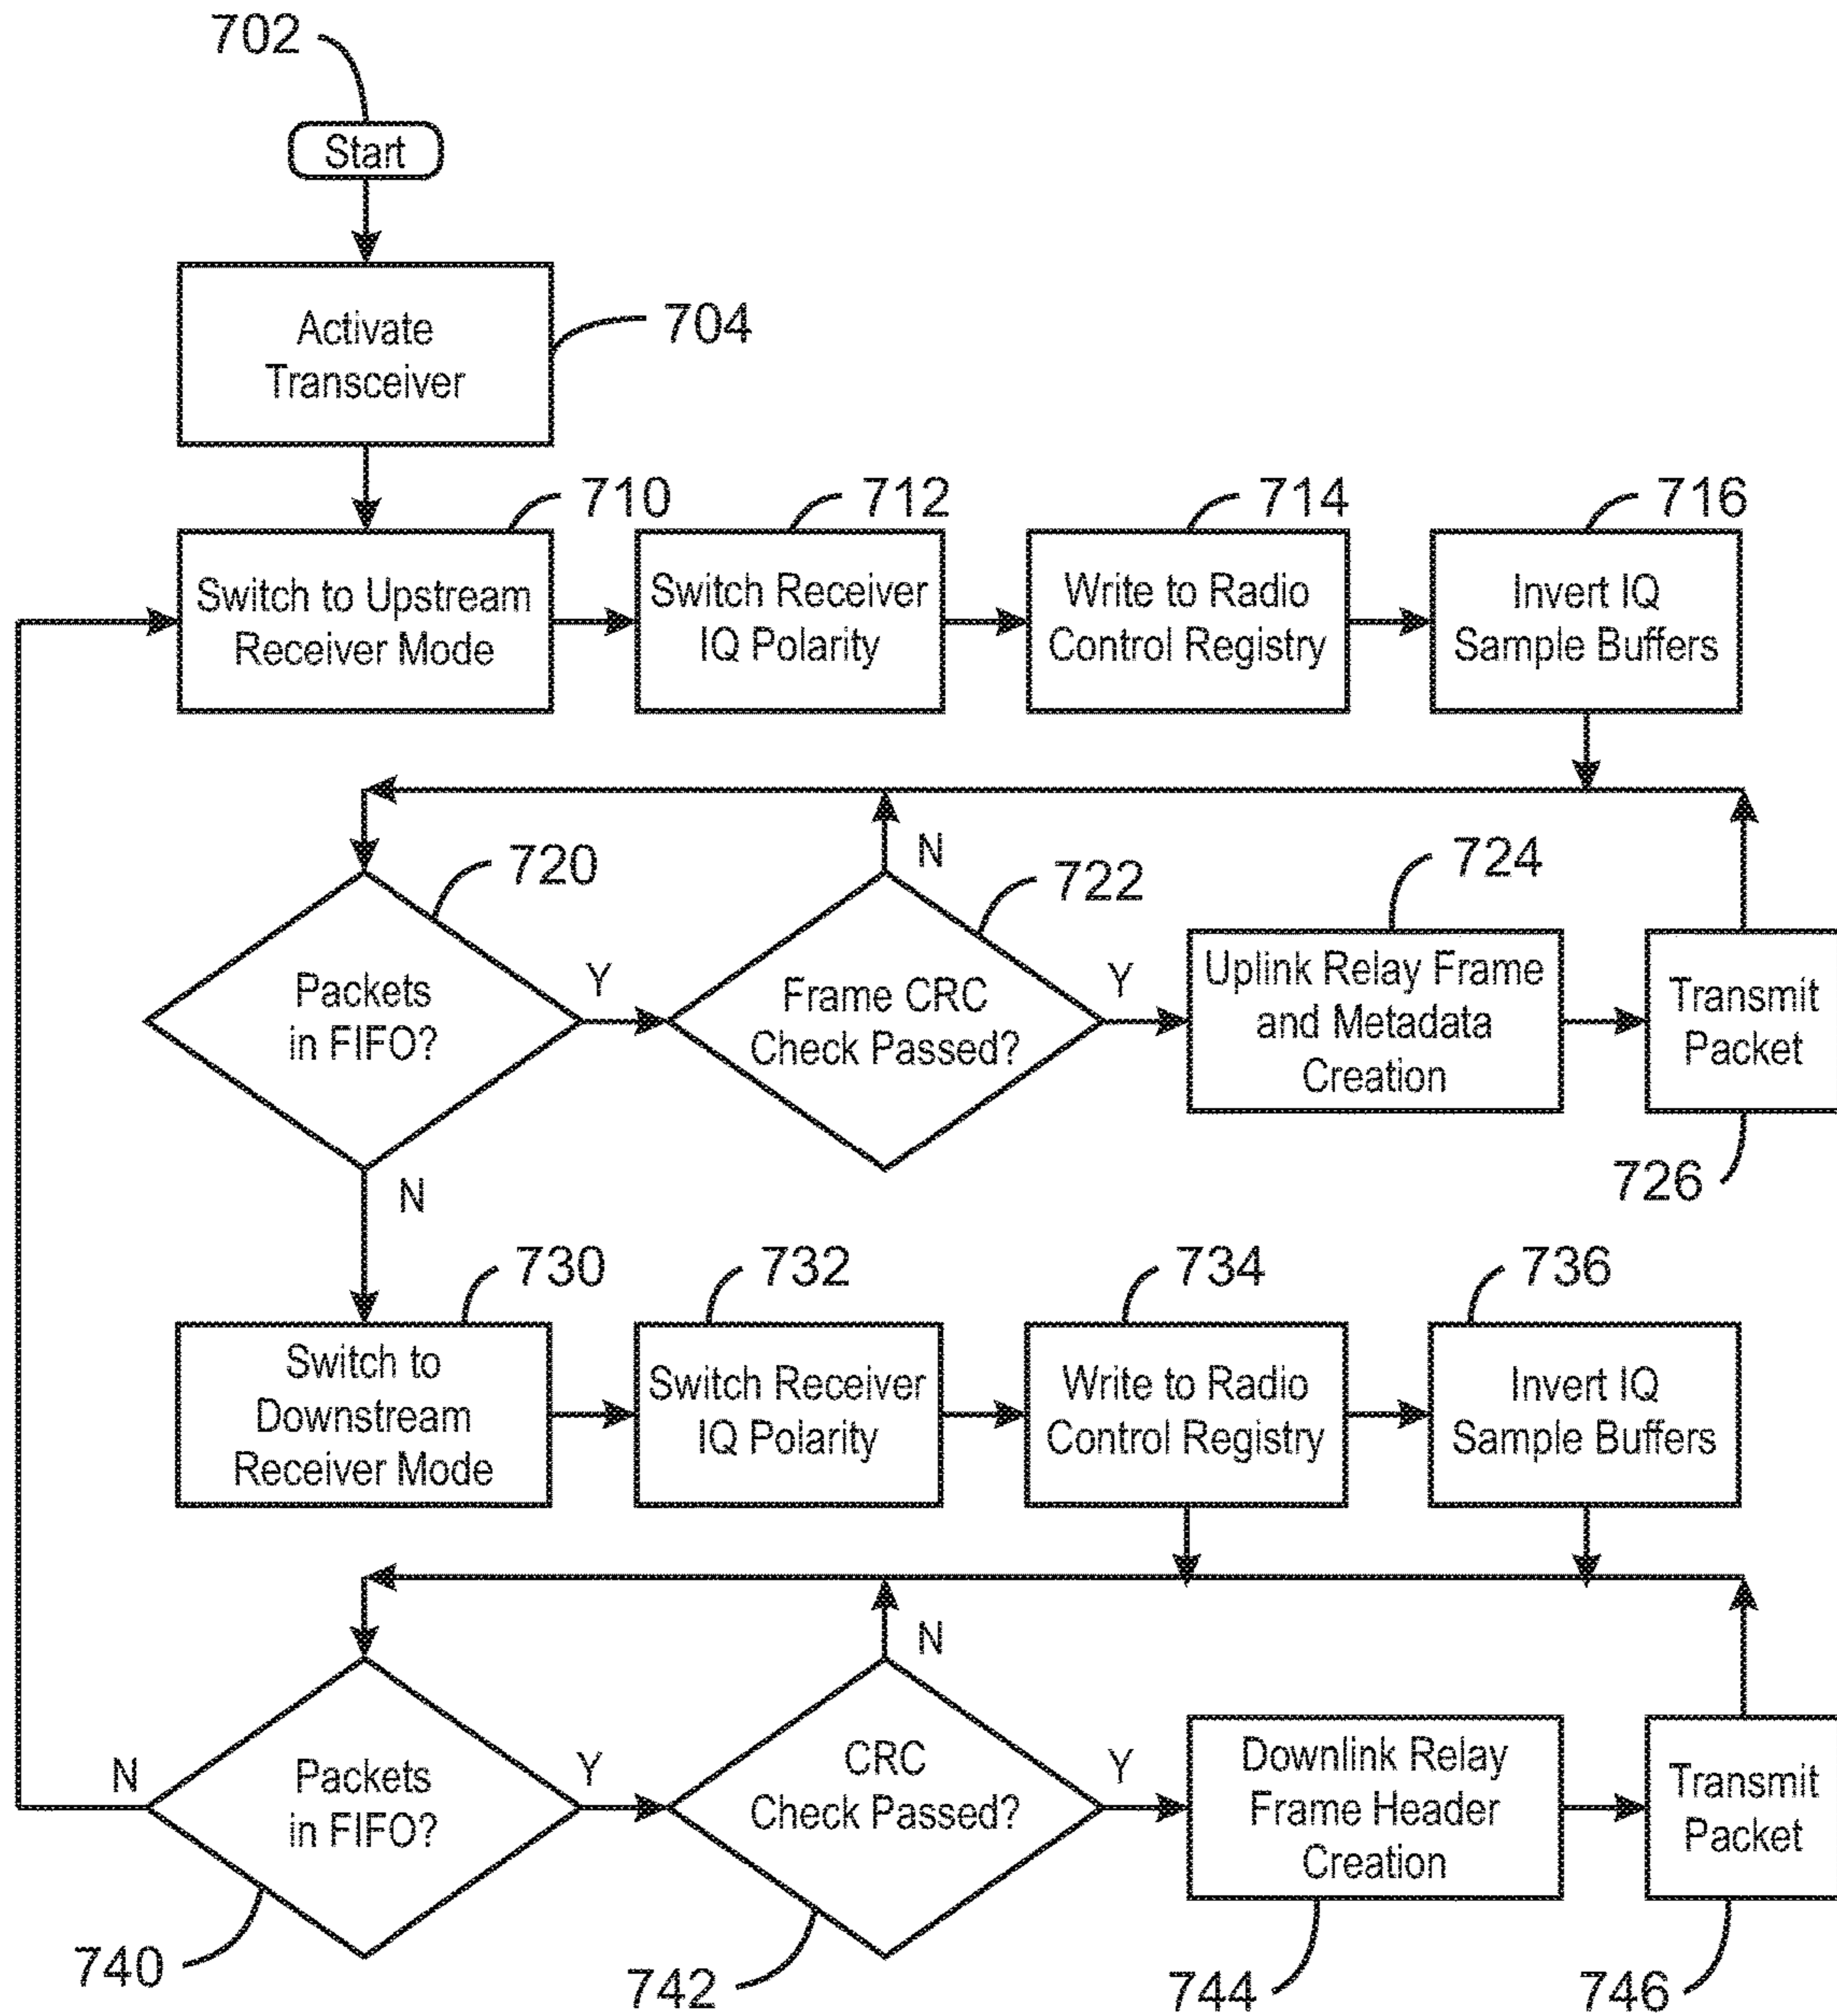 702
Start
Activate
Transceiver
704
710
712
714
716
Switch to Upstream
Receiver Mode
Switch Receiver
IQ Polarity
Write to Radio
Control Registry
Invert IQ
Sample Buffers
720
N
722
724
Packets
in FIFO?
Y
Frame CRC
Check Passed?
Y
Uplink Relay Frame
and Metadata
Creation
Transmit
Packet
726
N
730
732
734
736
Switch to
Downstream
Receiver Mode
Switch Receiver
IQ Polarity
Write to Radio
Control Registry
Invert IQ
Sample Buffers
N
N
Packets
in FIFO?
Y
CRC
Check Passed?
Y
Downlink Relay
Frame Header
Creation
Transmit
Packet
740
742
744
746